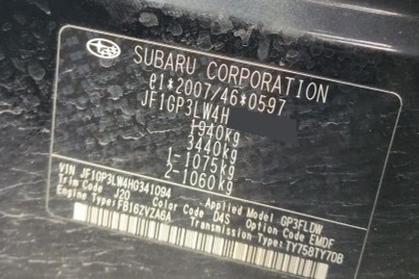 SUBARU CORPORATION
e1*2007/46*0597
JF1GP3LW4H
1940kg
3440kg
1-1075kg
2-1060kg
VIN JF1GP3LW4HG341094 Applied Model GP3FLDW
Trim Code J20 Color Code D4S Option Code EMDF
Engine Type: FB16ZVZA6A Transmission Type: TY758TY7DB